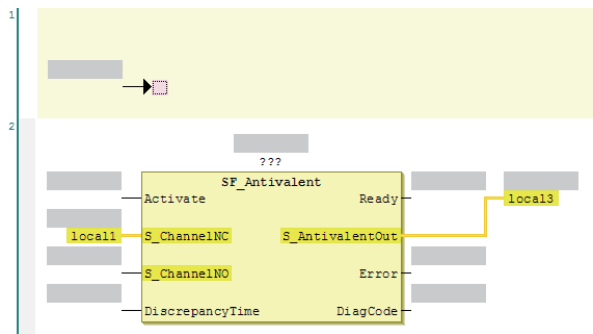 1
2
???
SF_Antivalent
Activate Ready
local3
local1 S_ChannelNC S_AntivalentOut
S_ChannelNO Error
DiscrepancyTime DiagCode